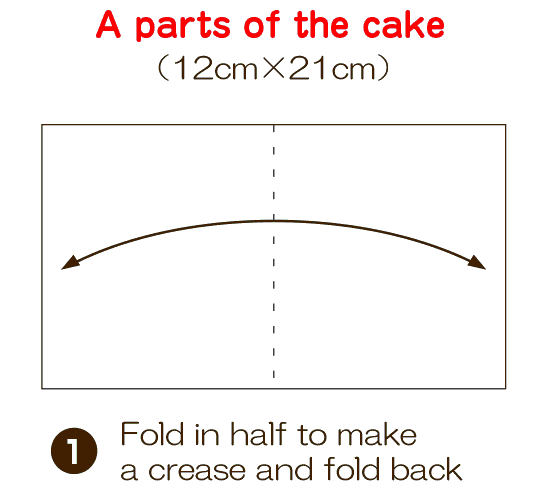 A parts of the cake
（12cm×21cm）
1 Fold in half to make
a crease and fold back